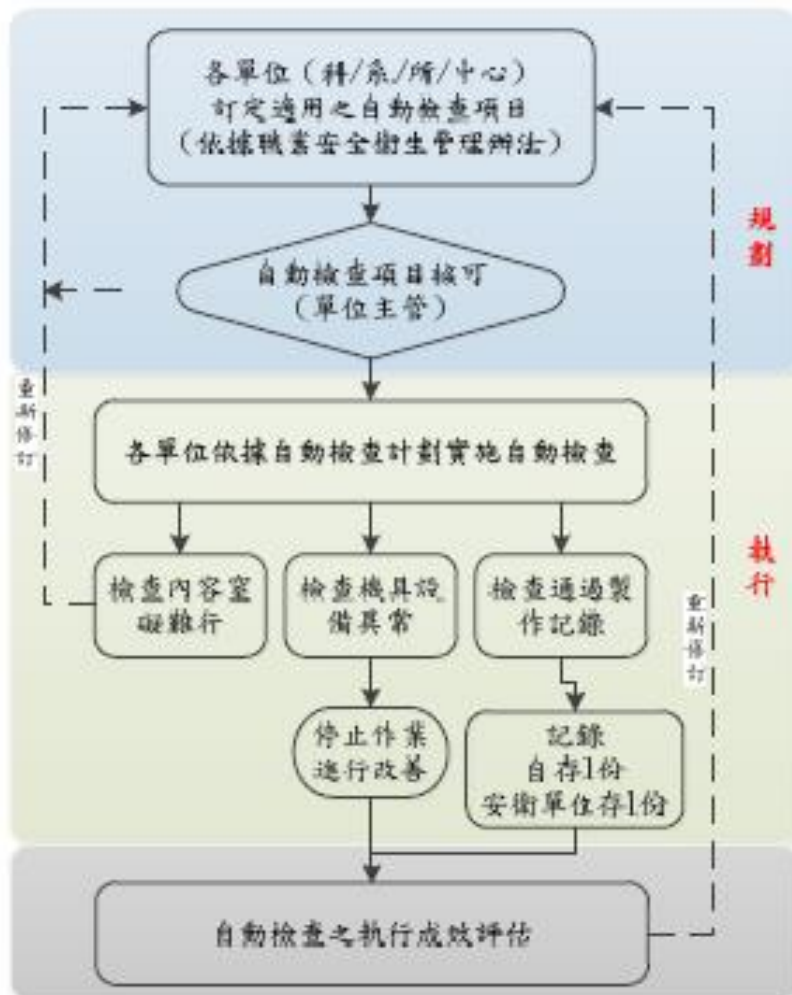 各單位（科/系/所/中心）
訂定適用之自動檢查項目
（依據職業安全衛生管理辦法）
規劃
自動檢查項目核可
（單位主管）
重新修訂
各單位依據自動檢查計劃實施自動檢查
執行
檢查內容窒
礙難行
檢查機具設
備異常
檢查通過製
作記錄
重新修訂
停止作業
進行改善
記錄
自存1份
安衛單位存1份
自動檢查之執行成效評估